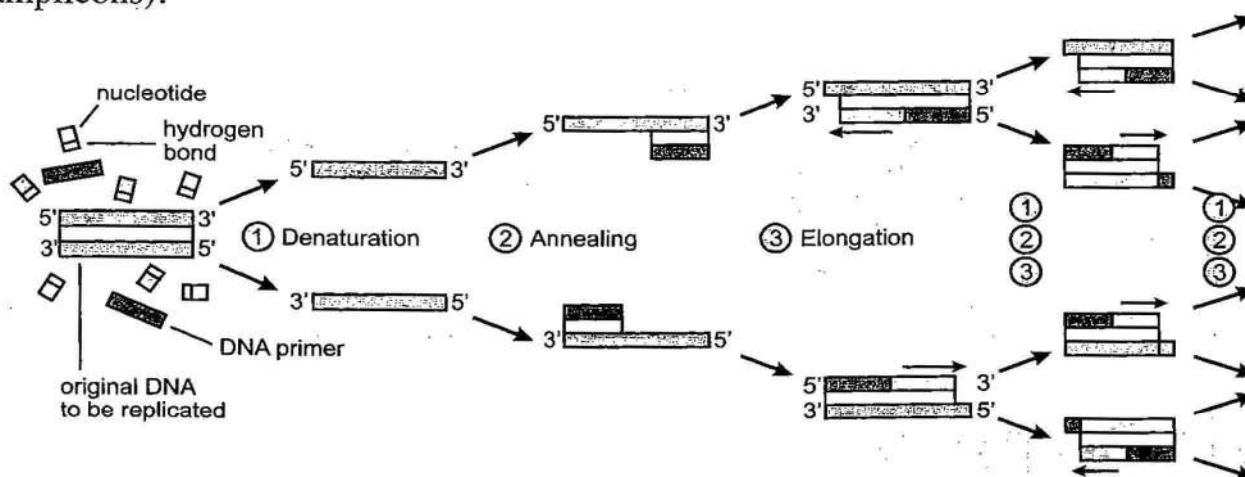 amplicons).
nucleotide
hydrogen
bond
5' 3'
3' 5'
DNA primer
original DNA
to be replicated
5' 3'
① Denaturation
3' 5'
5' 3'
② Annealing
3' 5'
5' 3'
3' 5'
③ Elongation
5' 3'
3' 5'
①
②
③
①
②
③